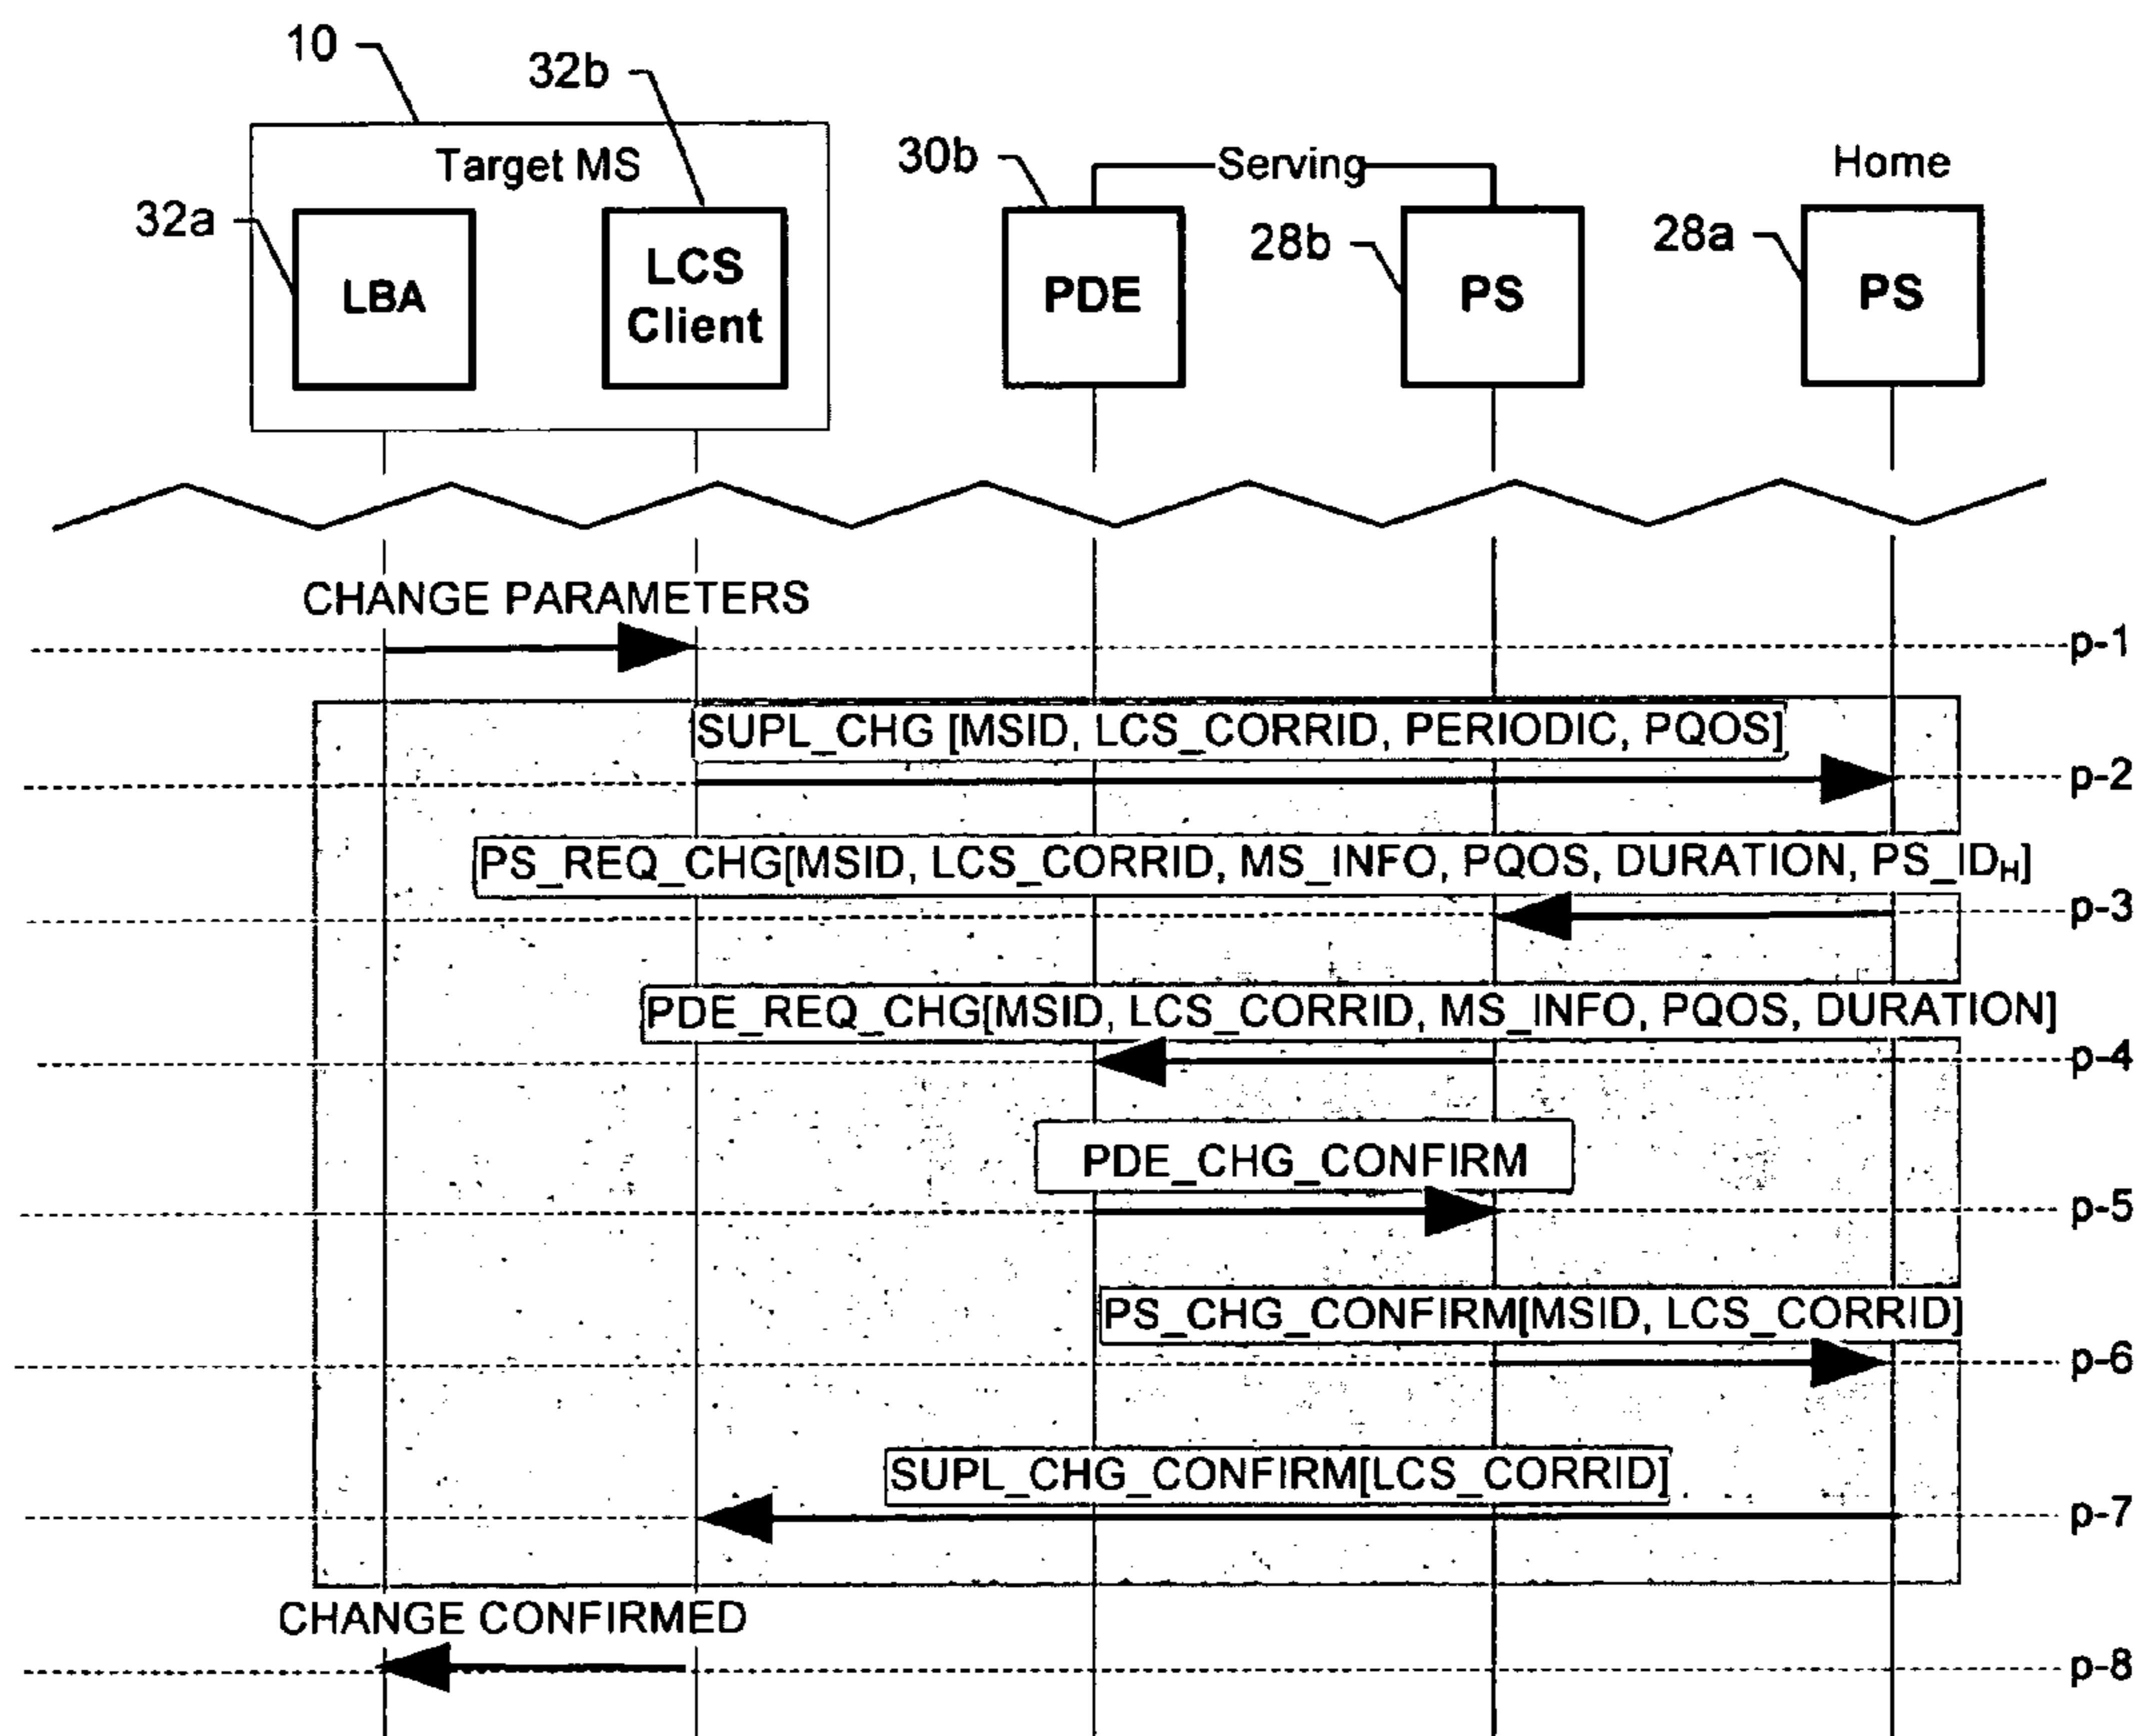 10
32b
Target MS
30b
Serving
Home
32a
28b
28a
LBA
LCS
Client
PDE
PS
PS
CHANGE PARAMETERS
p-1
SUPL_CHG [MSID, LCS_CORRID, PERIODIC, PQOS]
p-2
PS_REQ_CHG[MSID, LCS_CORRID, MS_INFO, PQOS, DURATION, PS_IDH]
p-3
PDE_REQ_CHG[MSID, LCS_CORRID, MS_INFO, PQOS, DURATION]
p-4
PDE_CHG_CONFIRM
p-5
PS_CHG_CONFIRM[MSID, LCS_CORRID]
p-6
SUPL_CHG_CONFIRM[LCS_CORRID]
p-7
CHANGE CONFIRMED
p-8